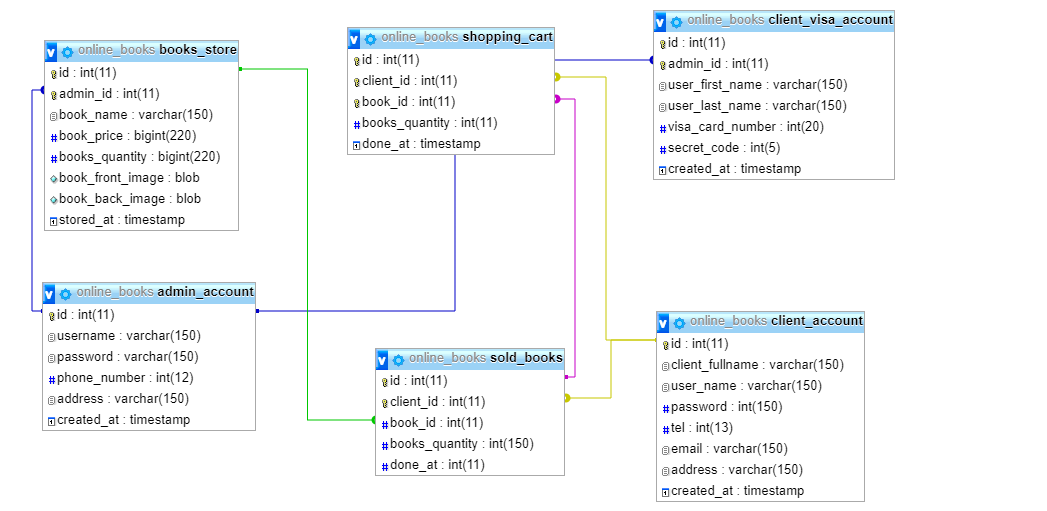 online_books books_store
id : int(11)
admin_id : int(11)
book_name : varchar(150)
book_price : bigint(220)
books_quantity : bigint(220)
book_front_image : blob
book_back_image : blob
stored_at : timestamp
online_books shopping_cart
id : int(11)
client_id : int(11)
book_id : int(11)
books_quantity : int(11)
done_at : timestamp
online_books client_visa_account
id : int(11)
admin_id : int(11)
user_first_name : varchar(150)
user_last_name : varchar(150)
visa_card_number : int(20)
secret_code : int(5)
created_at : timestamp
online_books admin_account
id : int(11)
username : varchar(150)
password : varchar(150)
phone_number : int(12)
address : varchar(150)
created_at : timestamp
online_books sold_books
id : int(11)
client_id : int(11)
book_id : int(11)
books_quantity : int(150)
done_at : int(11)
online_books client_account
id : int(11)
client_fullname : varchar(150)
user_name : varchar(150)
password : int(150)
tel : int(13)
email : varchar(150)
address : varchar(150)
created_at : timestamp